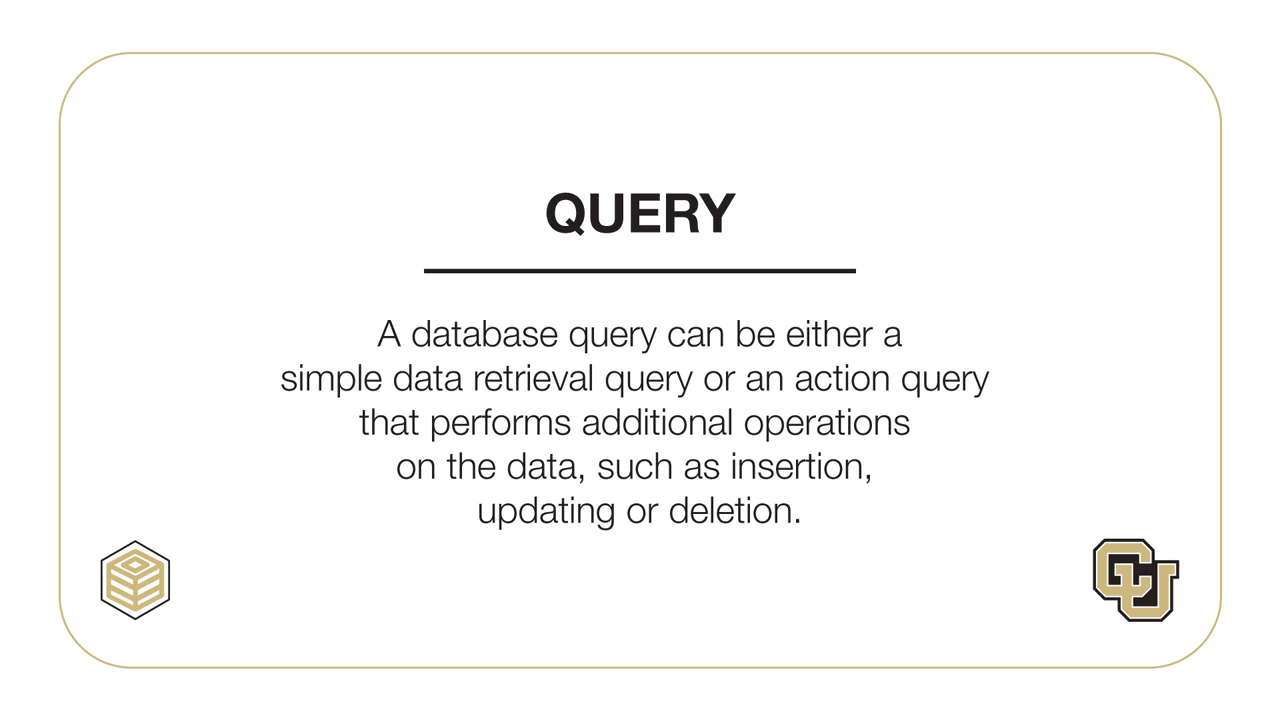 QUERY
A database query can be either a
simple data retrieval query or an action query
that performs additional operations
on the data, such as insertion,
updating or deletion.
CU